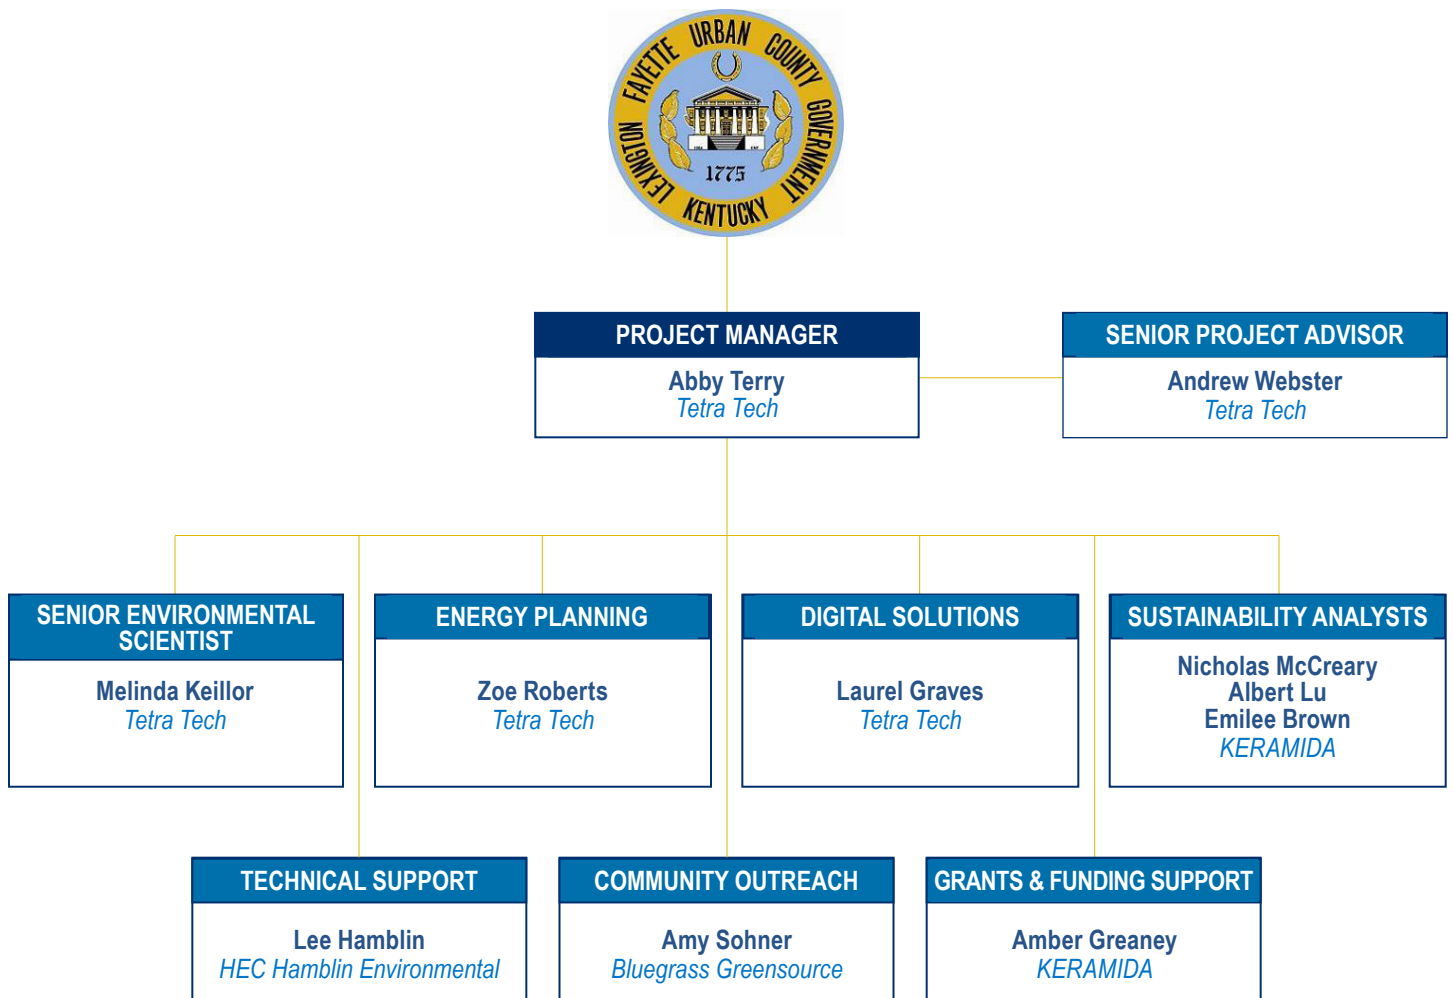 LEXINGTON FAYETTE URBAN COUNTY GOVERNMENT
KENTUCKY
1775
PROJECT MANAGER
Abby Terry
Tetra Tech
SENIOR PROJECT ADVISOR
Andrew Webster
Tetra Tech
SENIOR ENVIRONMENTAL
SCIENTIST
Melinda Keillor
Tetra Tech
ENERGY PLANNING
Zoe Roberts
Tetra Tech
DIGITAL SOLUTIONS
Laurel Graves
Tetra Tech
SUSTAINABILITY ANALYSTS
Nicholas McCreary
Albert Lu
Emilee Brown
KERAMIDA
TECHNICAL SUPPORT
Lee Hamblin
HEC Hamblin Environmental
COMMUNITY OUTREACH
Amy Sohner
Bluegrass Greensource
GRANTS & FUNDING SUPPORT
Amber Greaney
KERAMIDA